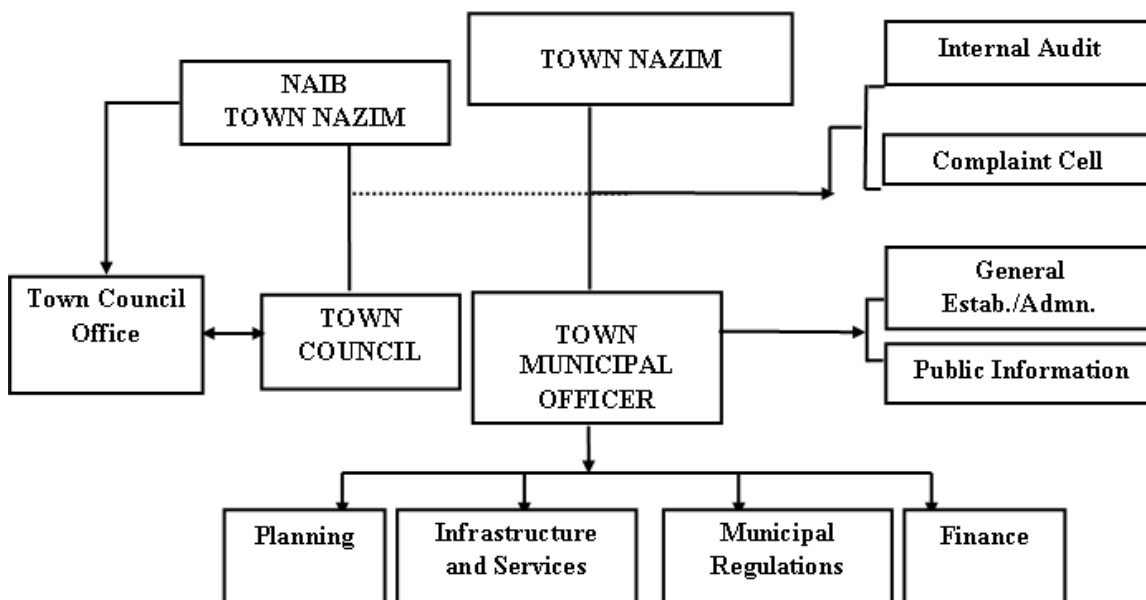 TOWN NAZIM
Internal Audit
NAIB
TOWN NAZIM
Complaint Cell
General
Estab./Admn.
Town Council
Office
TOWN
COUNCIL
TOWN
MUNICIPAL
OFFICER
Public Information
Planning
Infrastructure
and Services
Municipal
Regulations
Finance